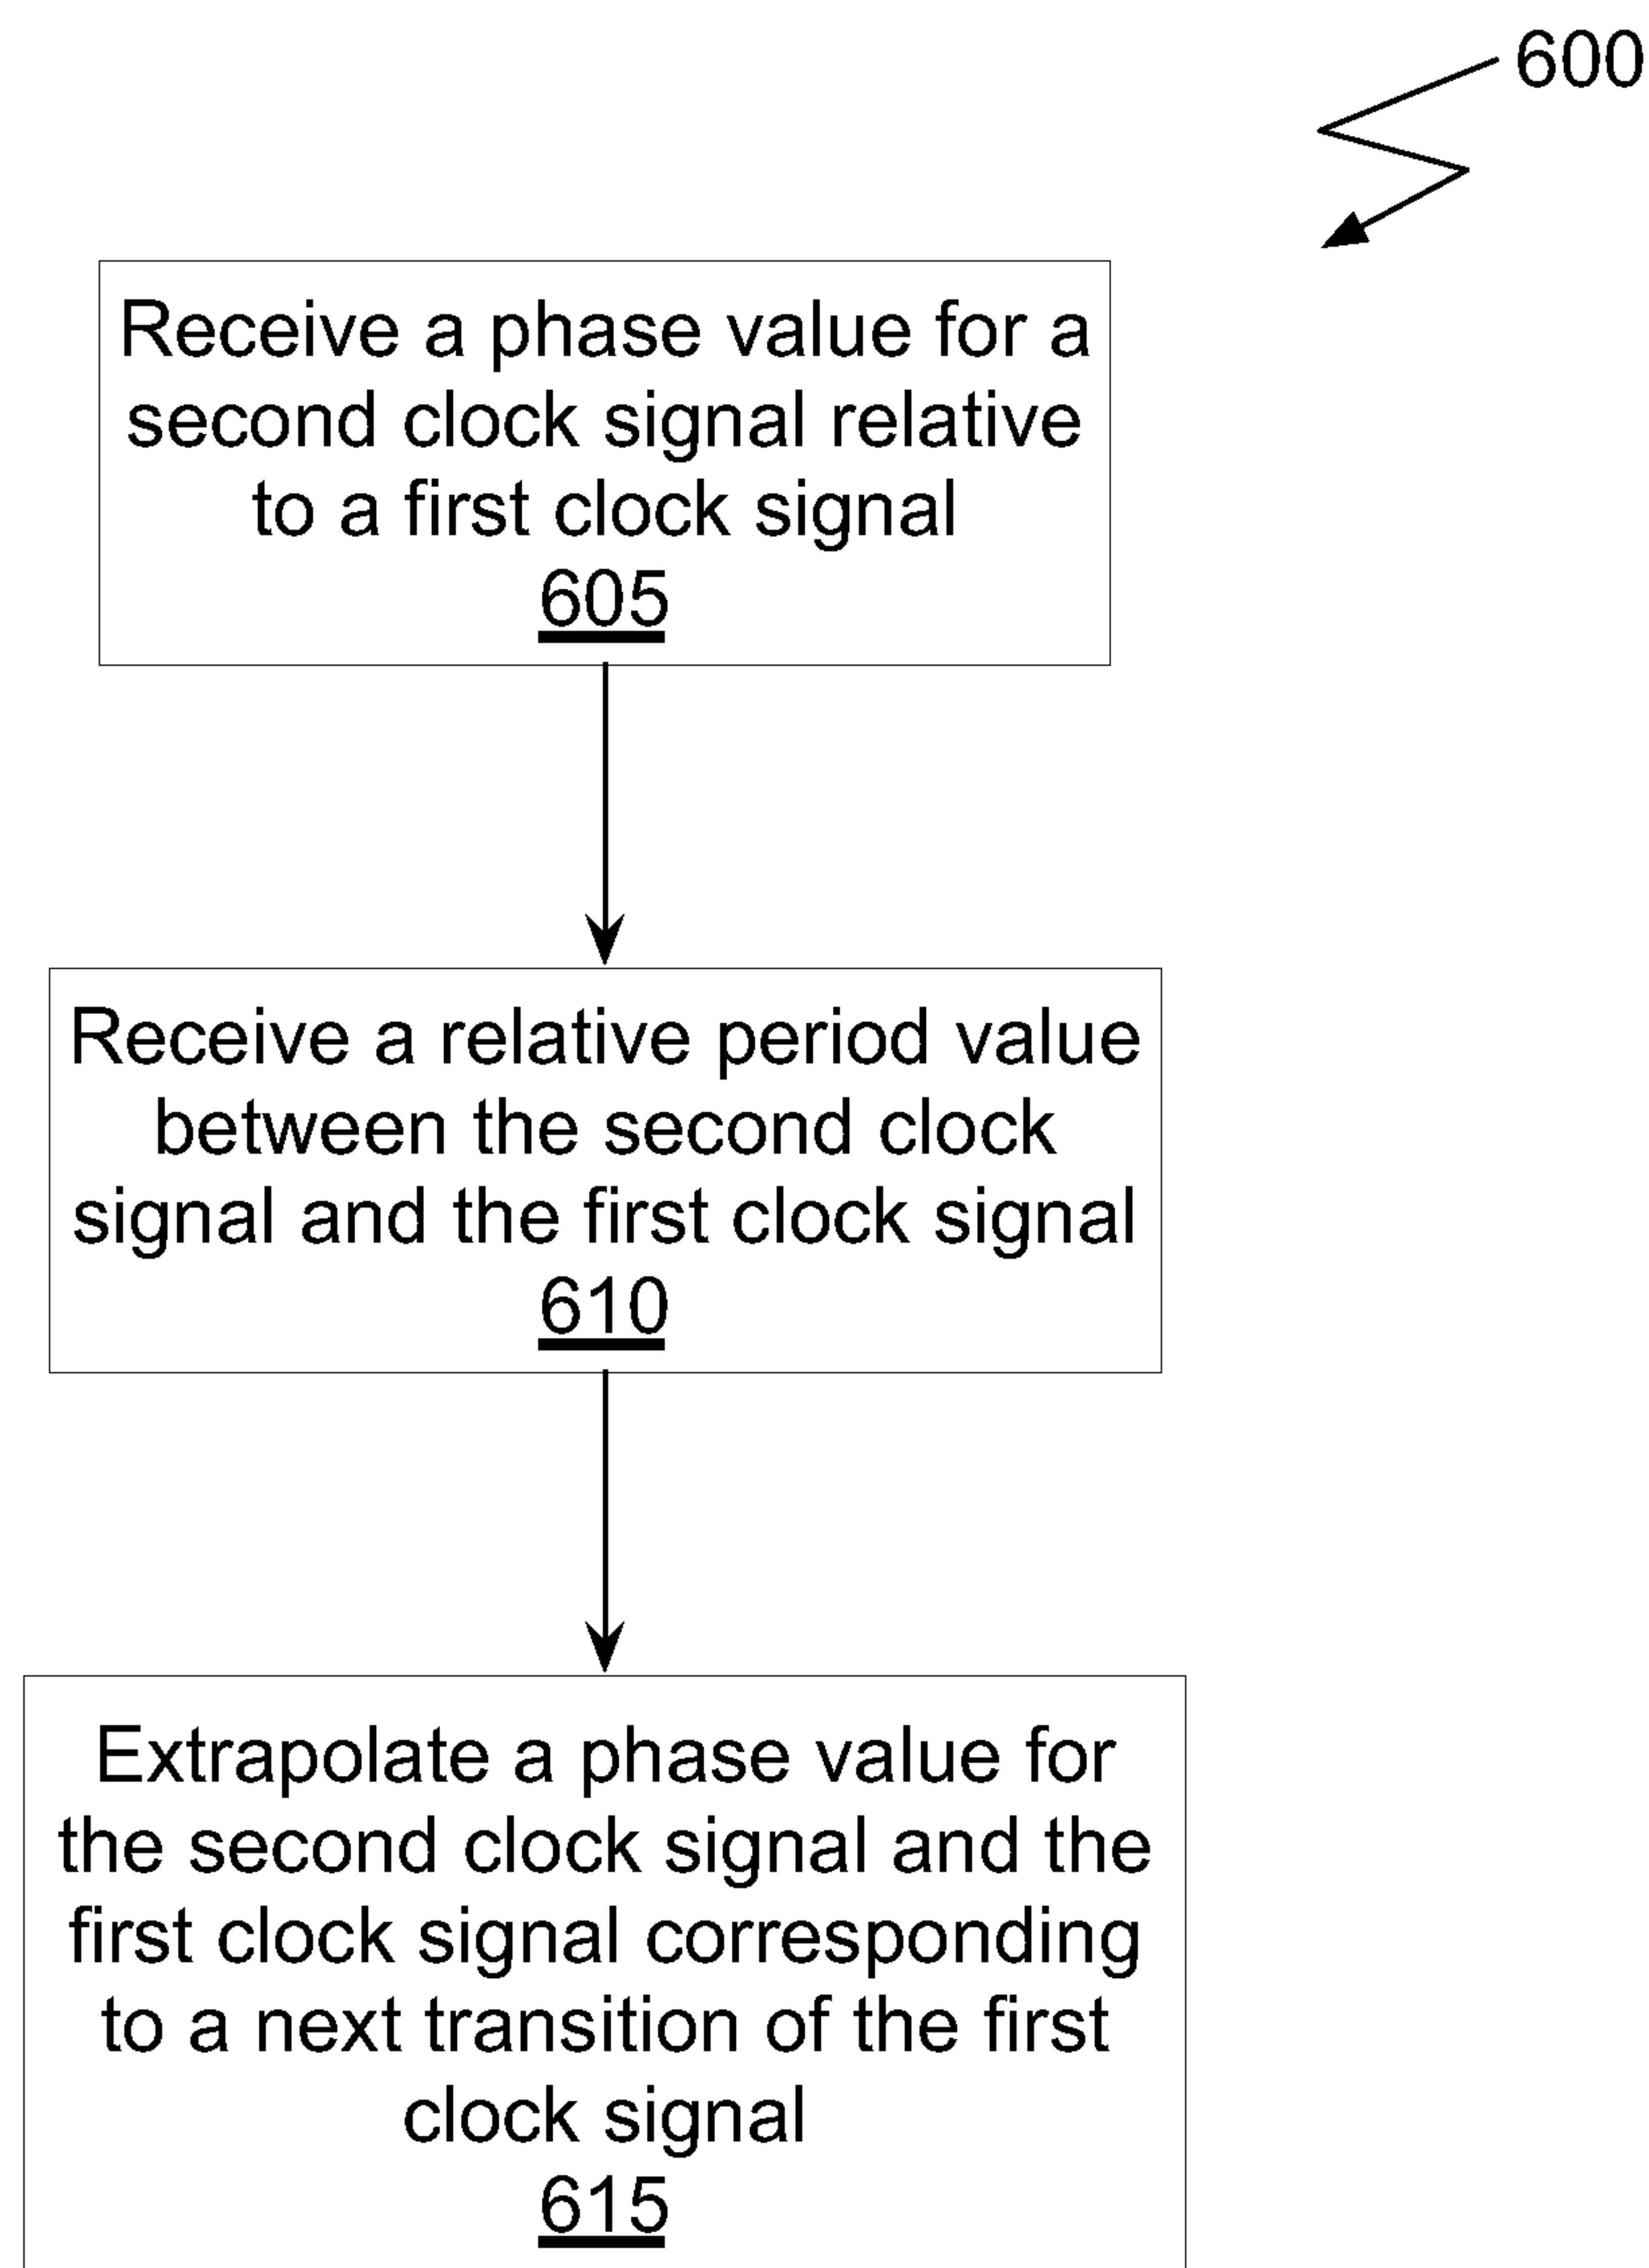 600
Receive a phase value for a
second clock signal relative
to a first clock signal
605
Receive a relative period value
between the second clock
signal and the first clock signal
610
Extrapolate a phase value for
the second clock signal and the
first clock signal corresponding
to a next transition of the first
clock signal
615